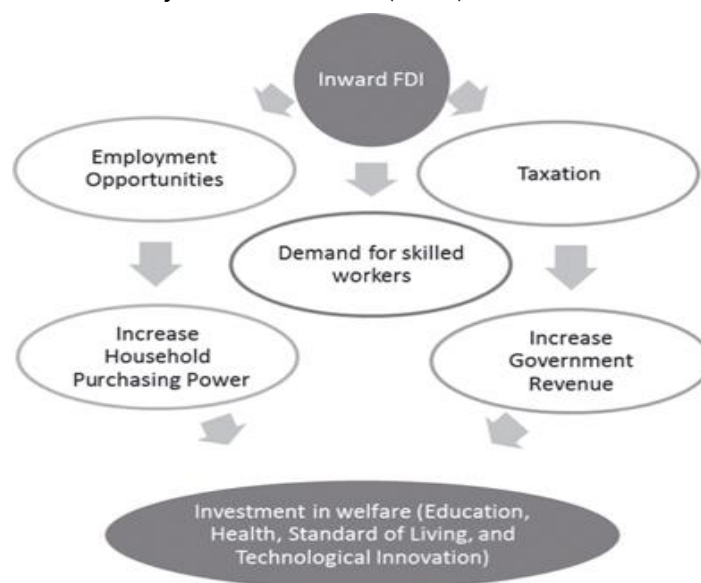 Inward FDI
Employment
Opportunities
Taxation
Demand for skilled
workers
Increase
Household
Purchasing Power
Increase
Government
Revenue
Investment in welfare (Education,
Health, Standard of Living, and
Technological Innovation)